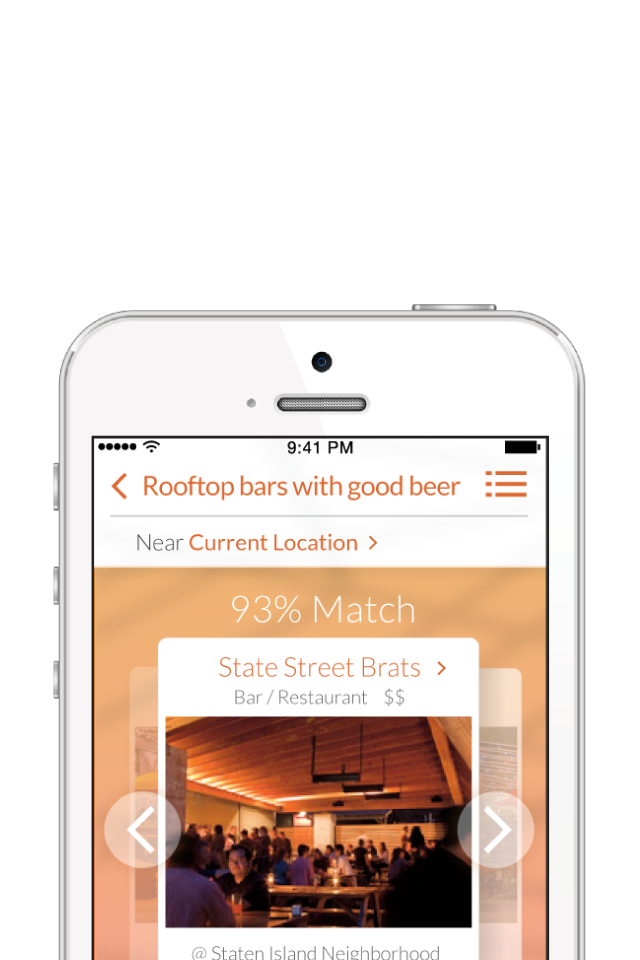 9:41 PM
Rooftop bars with good beer
Near Current Location
93% Match
State Street Brats
Bar / Restaurant $$
@ Staten Island Neighborhood